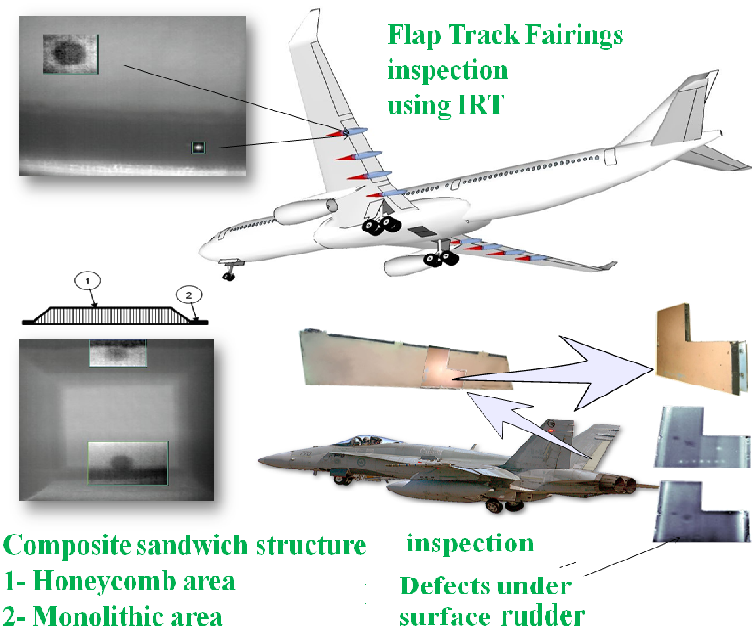 Flap Track Fairings
inspection
using IRT
1
2
Composite sandwich structure inspection
1- Honeycomb area
2- Monolithic area
Defects under
surface rudder